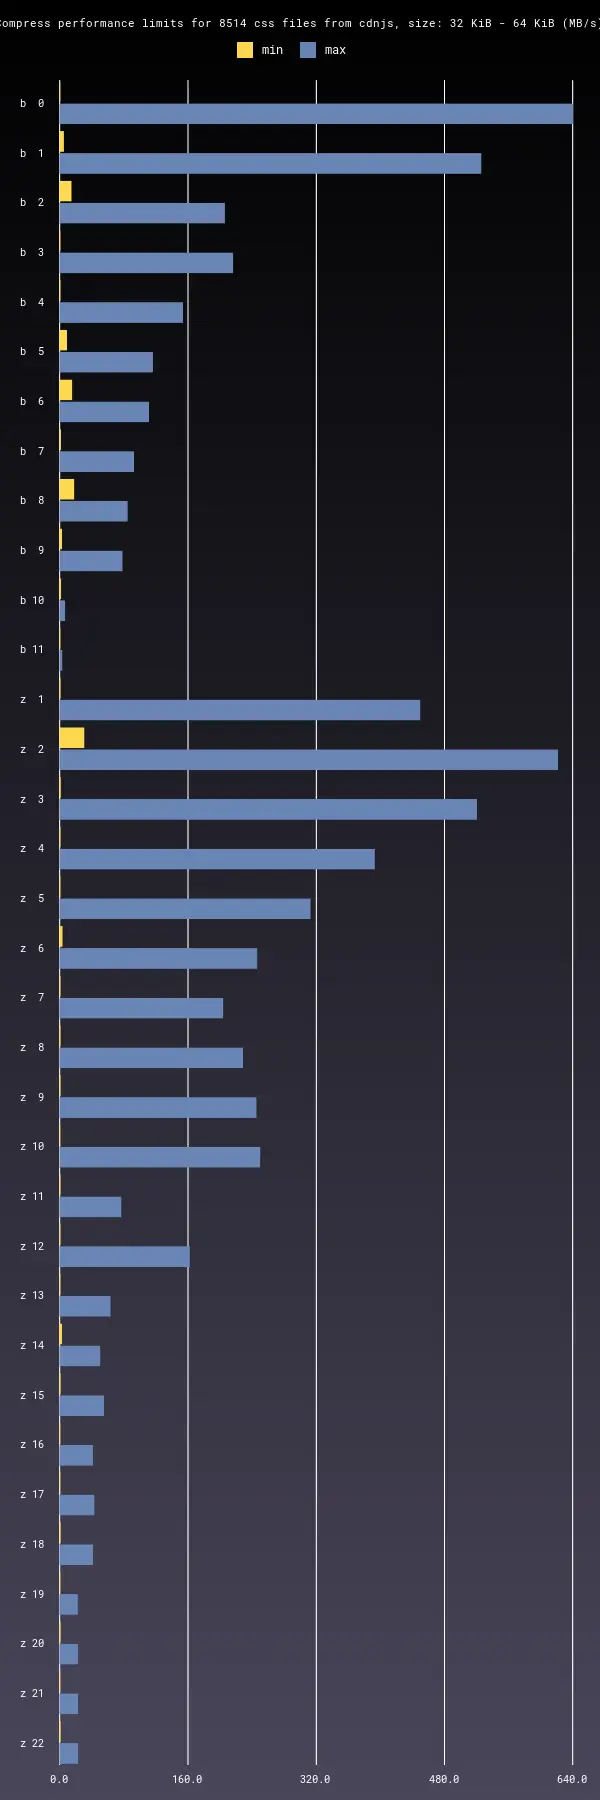 Compress performance limits for 8514 css files from cdnjs, size: 32 KiB - 64 KiB (MB/s)
min max
b 0
b 1
b 2
b 3
b 4
b 5
b 6
b 7
b 8
b 9
b 10
b 11
z 1
z 2
z 3
z 4
z 5
z 6
z 7
z 8
z 9
z 10
z 11
z 12
z 13
z 14
z 15
z 16
z 17
z 18
z 19
z 20
z 21
z 22
0.0 160.0 320.0 480.0 640.0